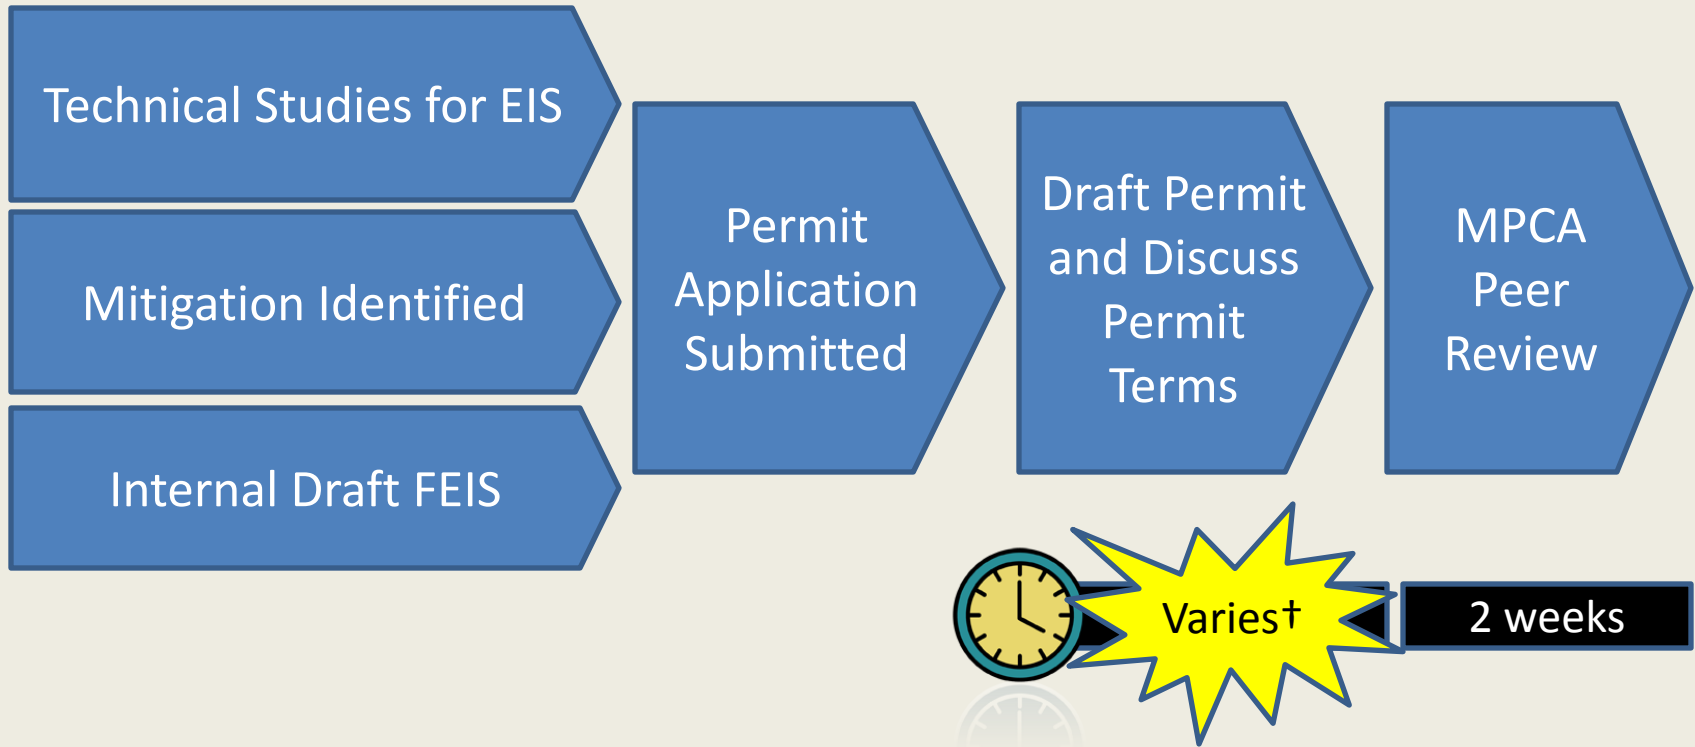 Technical Studies for EIS
Mitigation Identified
Internal Draft FEIS
Permit
Application
Submitted
Draft Permit
and Discuss
Permit
Terms
MPCA
Peer
Review
Varies†
2 weeks